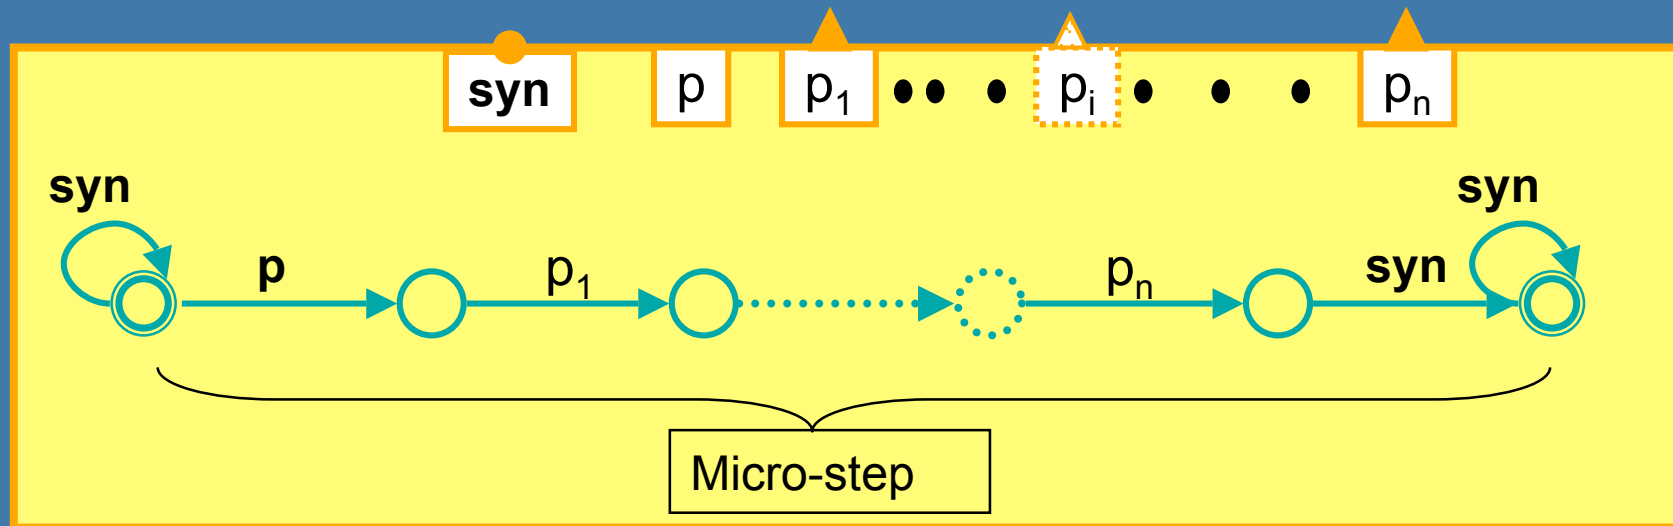 syn p p₁ •• • pᵢ • • • pₙ
syn syn
p p₁ pₙ syn
Micro-step